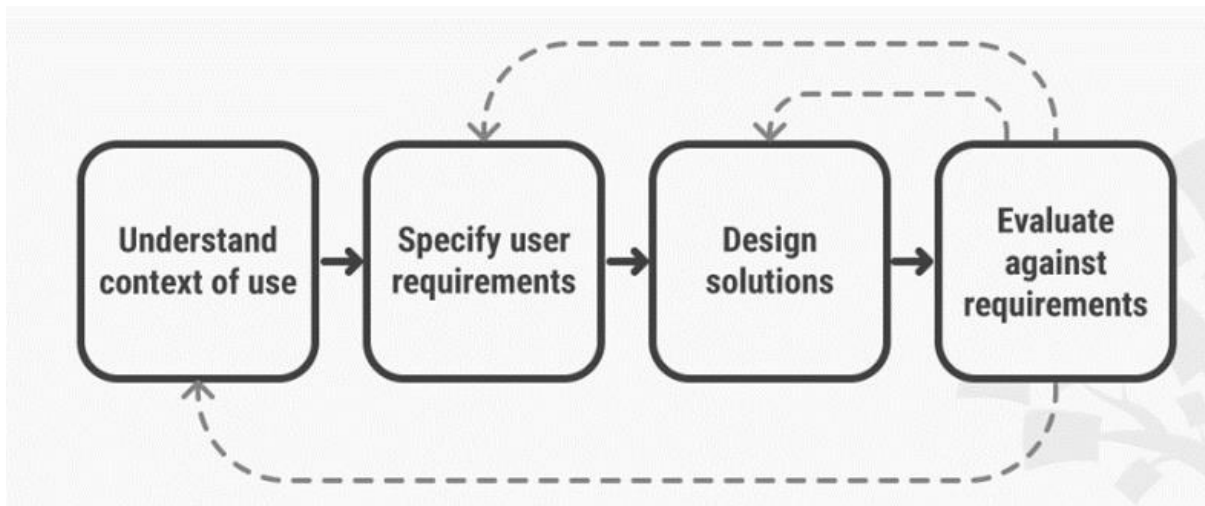 Understand
context of use
Specify user
requirements
Design
solutions
Evaluate
against
requirements